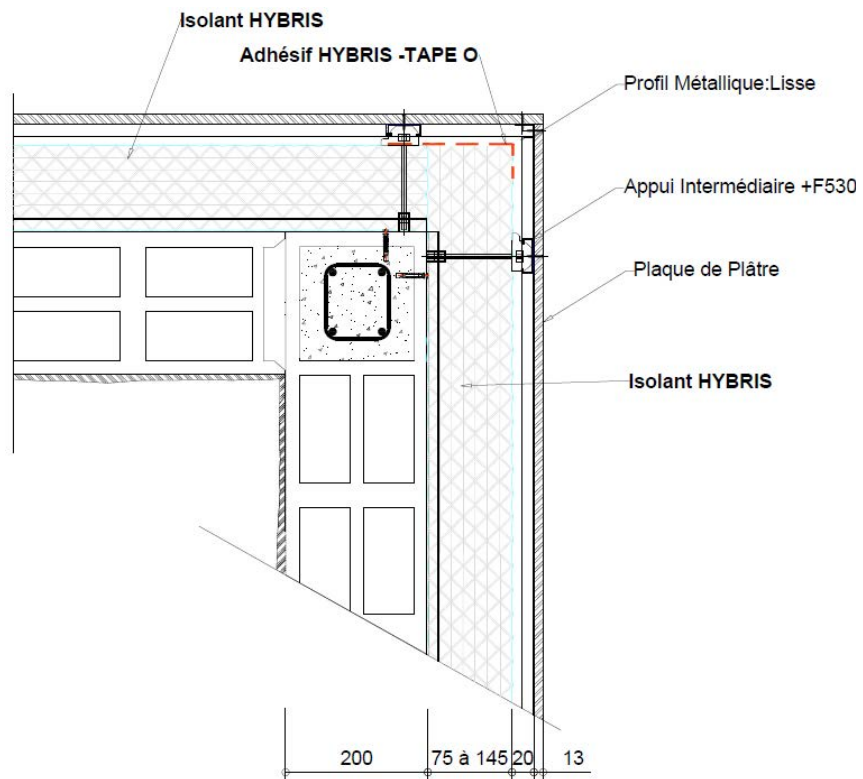 Isolant HYBRIS
Adhésif HYBRIS -TAPE O
Profil Métallique:Lisse
Appui Intermédiaire +F530
Plaque de Plâtre
Isolant HYBRIS
200 75 à 145 20 13